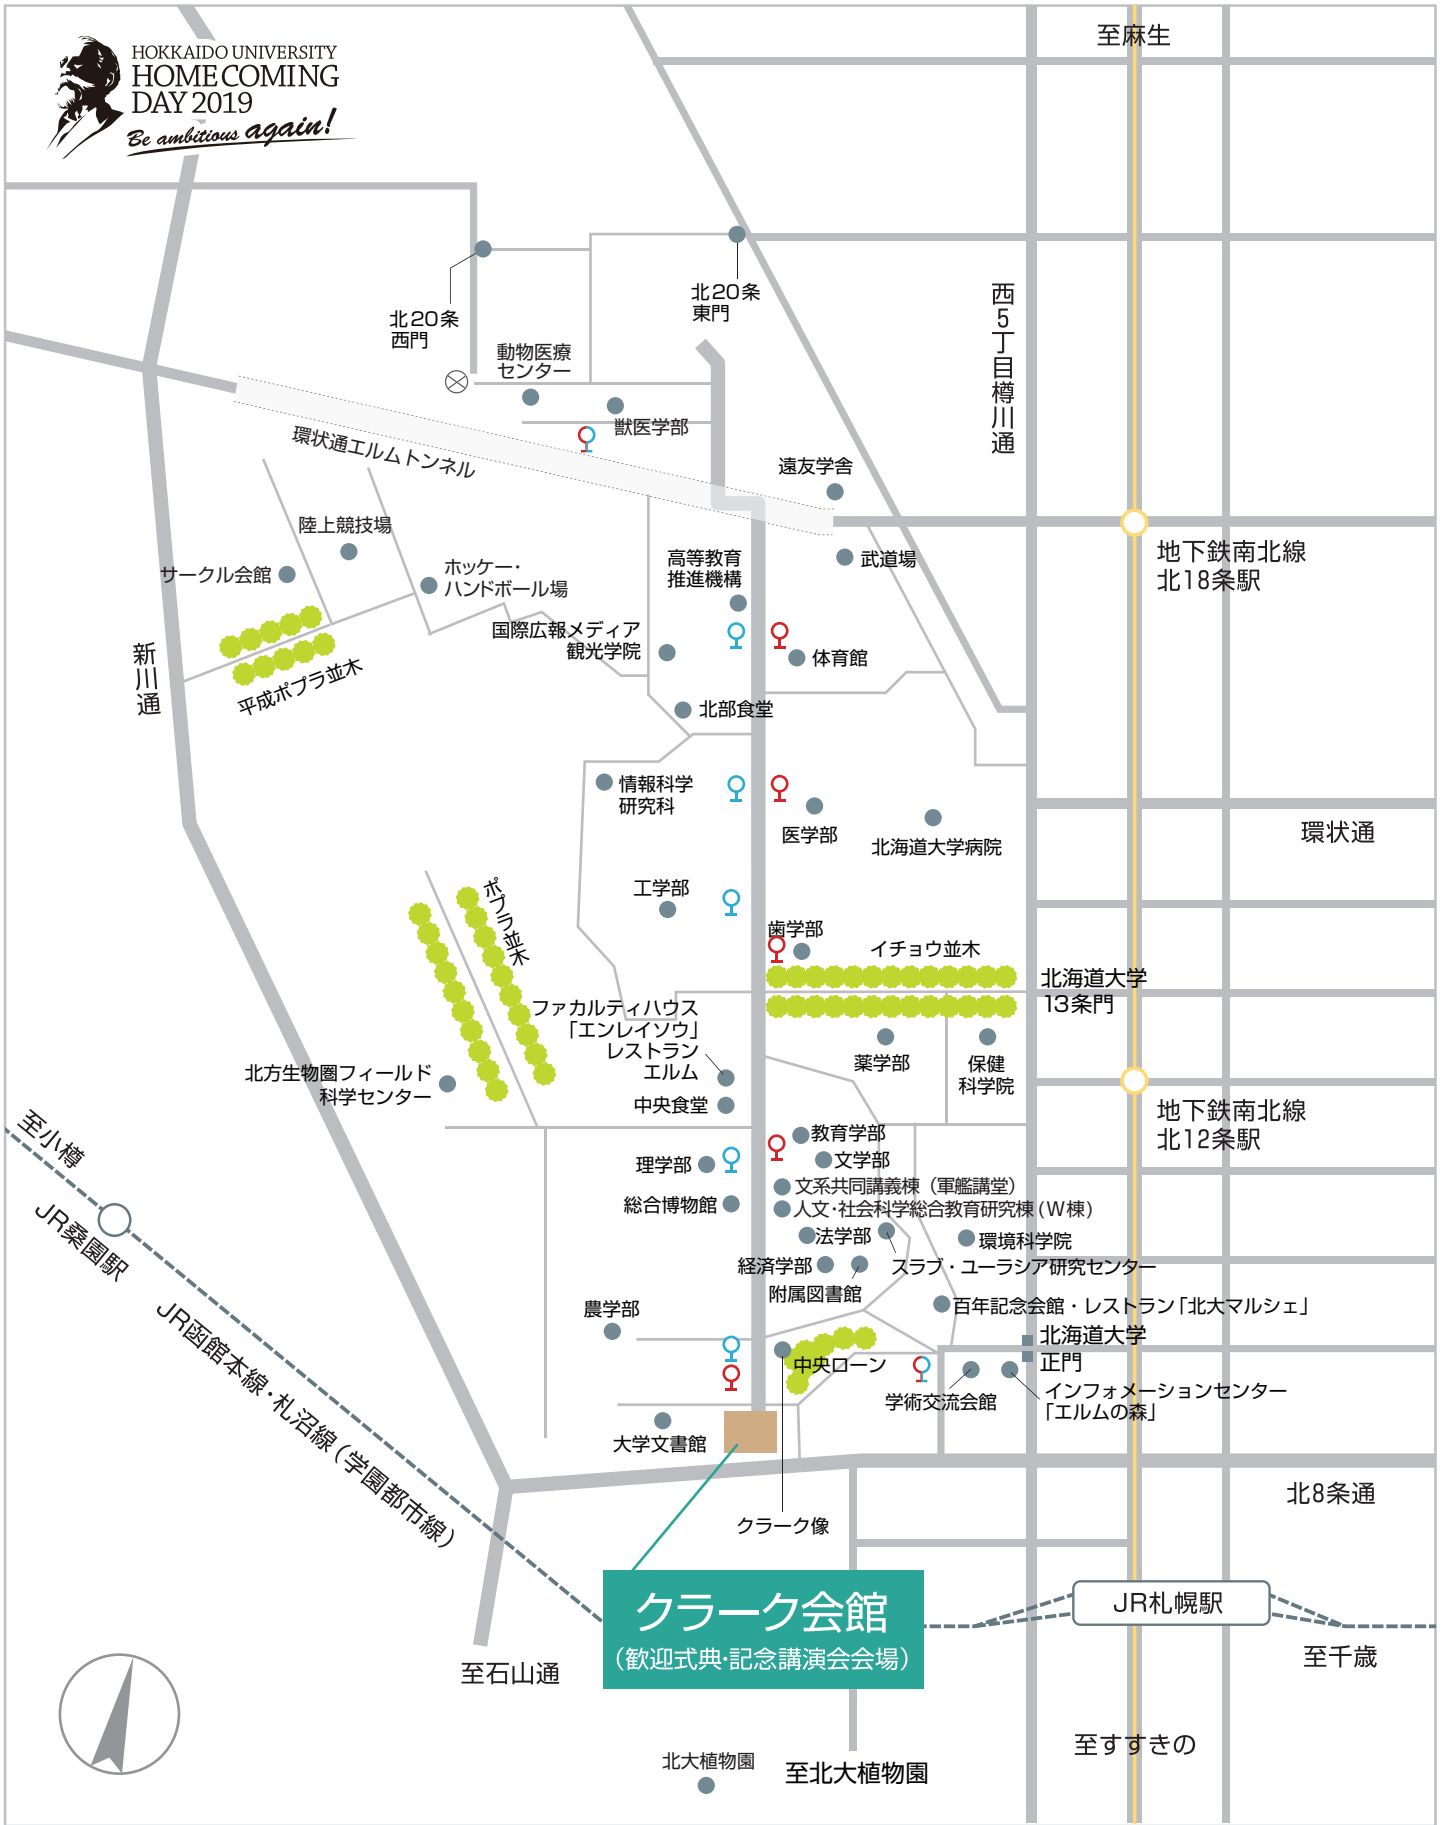 HOKKAIDO UNIVERSITY
HOME COMING
DAY 2019
Be ambitious again!
至麻生
北20条
西門
北20条
東門
西5丁目樽川通
動物医療
センター
獣医学部
環状通エルムトンネル
遠友学舎
陸上競技場
サークル会館
ホッケー・
ハンドボール場
高等教育
推進機構
武道場
地下鉄南北線
北18条駅
国際広報メディア
観光学院
体育館
新川通
平成ポプラ並木
北部食堂
情報科学
研究科
医学部
北海道大学病院
環状通
工学部
ポプラ並木
歯学部
イチョウ並木
北海道大学
13条門
ファカルティハウス
「エンレイソウ」
レストラン
エルム
薬学部
保健
科学院
北方生物圏フィールド
科学センター
中央食堂
地下鉄南北線
北12条駅
至小樽
教育学部
文学部
理学部
文系共同講義棟（軍艦講堂）
総合博物館
人文・社会科学総合教育研究棟(W棟)
JR桑園駅
法学部
環境科学院
経済学部
スラブ・ユーラシア研究センター
附属図書館
農学部
百年記念会館・レストラン「北大マルシェ」
北海道大学
正門
JR函館本線・札沼線(学園都市線)
中央ローン
学術交流会館
インフォメーションセンター
「エルムの森」
大学文書館
北8条通
クラーク像
クラーク会館
（歓迎式典・記念講演会会場）
JR札幌駅
至石山通
至千歳
至すすきの
北大植物園
至北大植物園